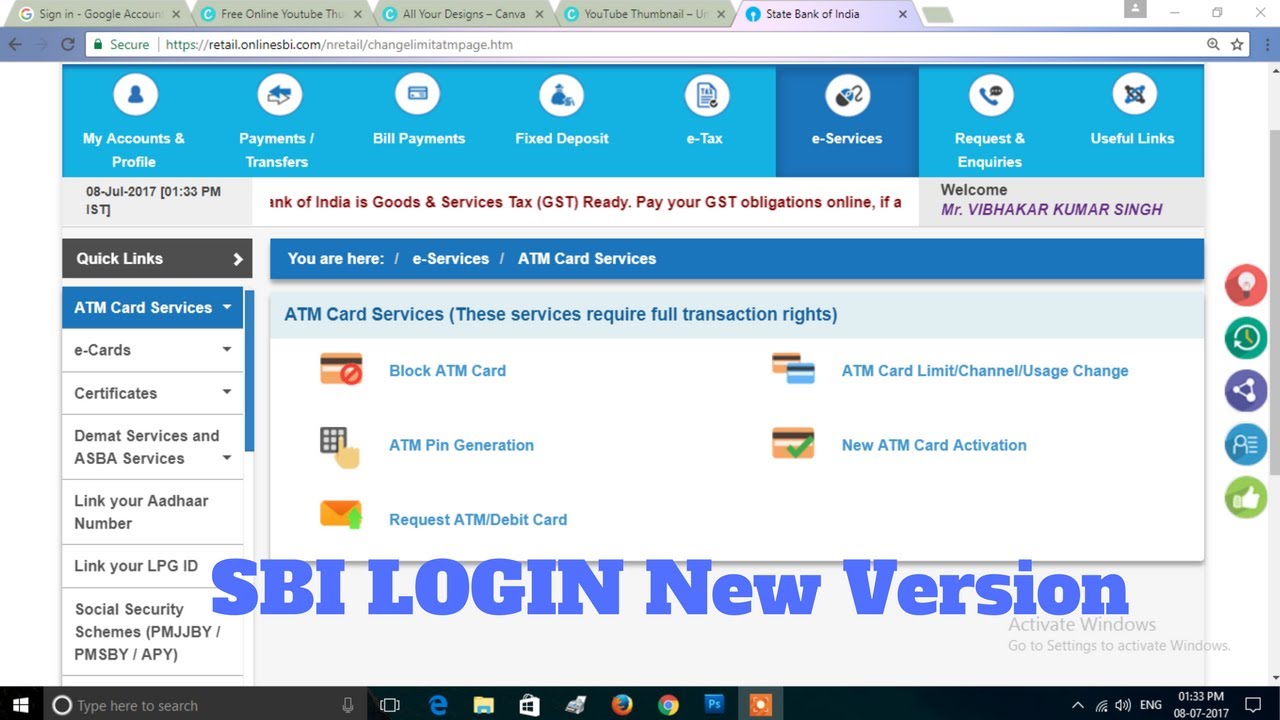 Sign in - Google Accoun
Free Online Youtube Thu
All Your Designs – Canva
YouTube Thumbnail – Un
State Bank of India
Secure
https://retail.onlinesbi.com/nretail/changelimitatmpage.htm
My Accounts &
Profile
Payments /
Transfers
Bill Payments
Fixed Deposit
e-Tax
e-Services
Request &
Enquiries
Useful Links
08-Jul-2017 [01:33 PM
IST]
ank of India is Goods & Services Tax (GST) Ready. Pay your GST obligations online, if a
Welcome
Mr. VIBHAKAR KUMAR SINGH
Quick Links
You are here: / e-Services / ATM Card Services
ATM Card Services
e-Cards
Certificates
Demat Services and
ASBA Services
Link your Aadhaar
Number
Link your LPG ID
Social Security
Schemes (PMJJBY /
PMSBY / APY)
ATM Card Services (These services require full transaction rights)
Block ATM Card
ATM Card Limit/Channel/Usage Change
ATM Pin Generation
New ATM Card Activation
Request ATM/Debit Card
SBI LOGIN New Version
Activate Windows
Go to Settings to activate Windows.
Type here to search
Ps
ENG
01:33 PM
08-07-2017